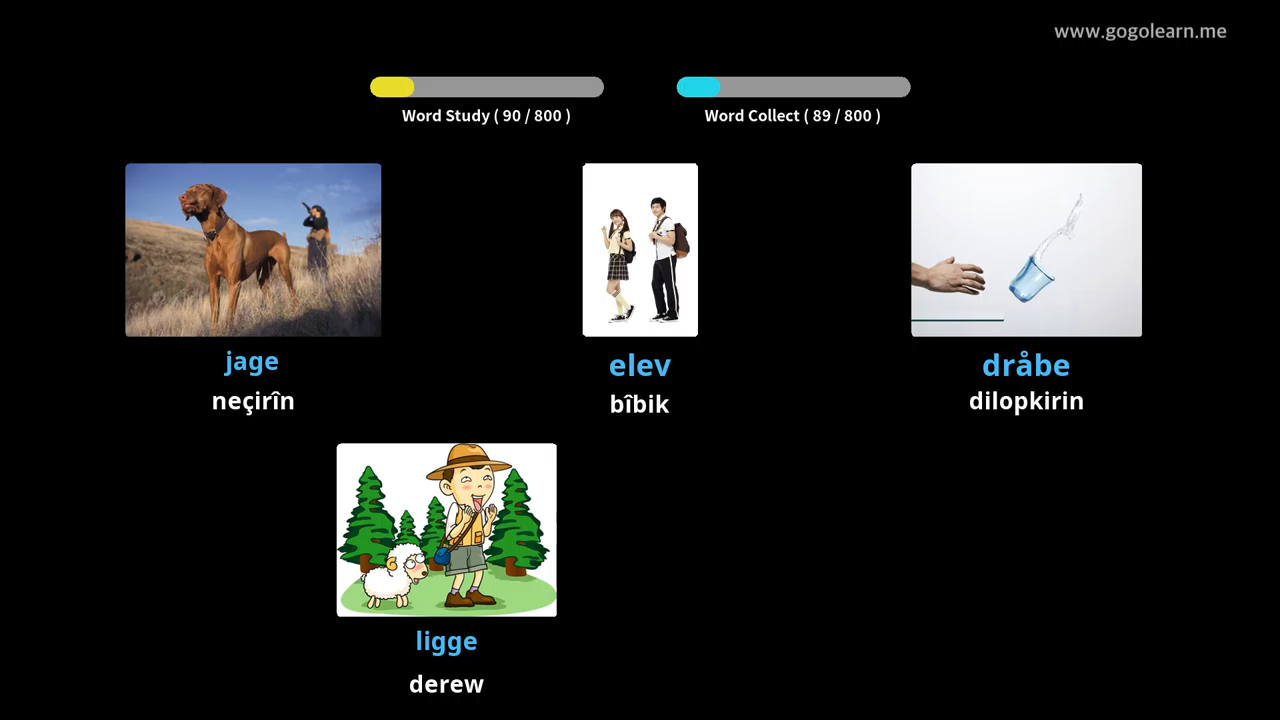 www.gogolearn.me
Word Study ( 90 / 800 )
Word Collect ( 89 / 800 )
jage
elev
dråbe
neçirîn
bîbik
dilopkirin
ligge
derew